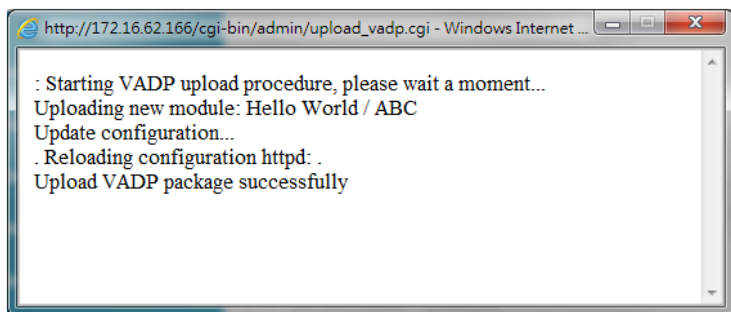 http://172.16.62.166/cgi-bin/admin/upload_vadp.cgi - Windows Internet ...
: Starting VADP upload procedure, please wait a moment...
Uploading new module: Hello World / ABC
Update configuration...
. Reloading configuration httpd: .
Upload VADP package successfully